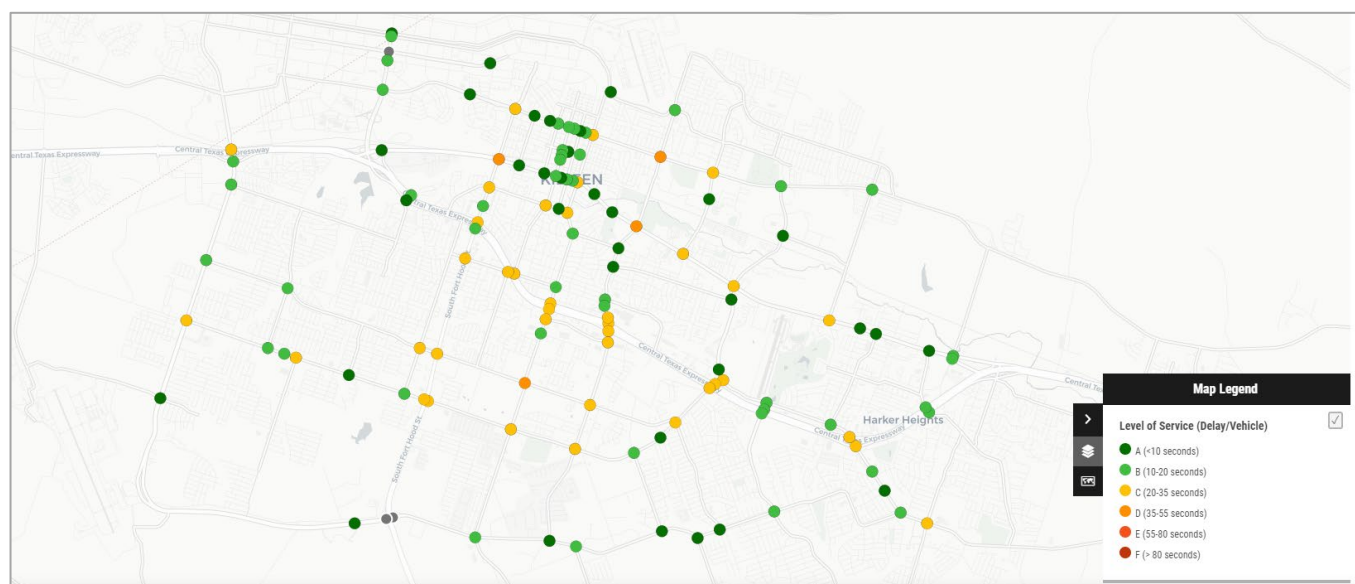 Central Texas Expressway
Central Texas Expressway
KILLEEN
Central Texas Expressway
South Fort Hood St
Central Texas Expressway
Central Texas
Map Legend
Harker Heights
Level of Service (Delay/Vehicle)
Central Texas Expressway
A (<10 seconds)
B (10-20 seconds)
South Fort Hood St.
C (20-35 seconds)
D (35-55 seconds)
E (55-80 seconds)
F (> 80 seconds)